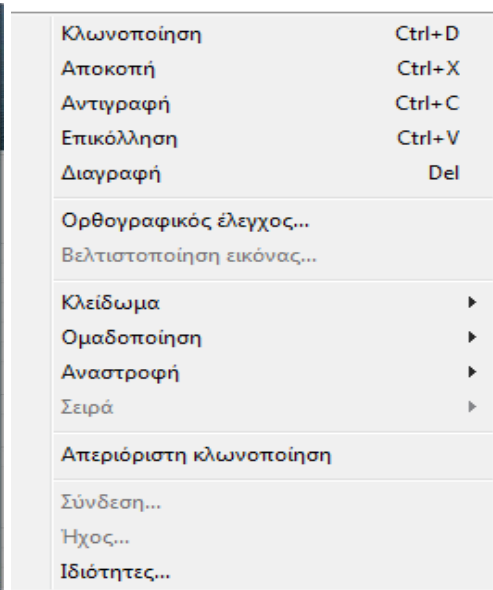 Κλωνοποίηση Ctrl+D
Αποκοπή Ctrl+X
Αντιγραφή Ctrl+C
Επικόλληση Ctrl+V
Διαγραφή Del
Ορθογραφικός έλεγχος...
Βελτιστοποίηση εικόνας...
Κλείδωμα
Ομαδοποίηση
Αναστροφή
Σειρά
Απεριόριστη κλωνοποίηση
Σύνδεση...
Ήχος...
Ιδιότητες...